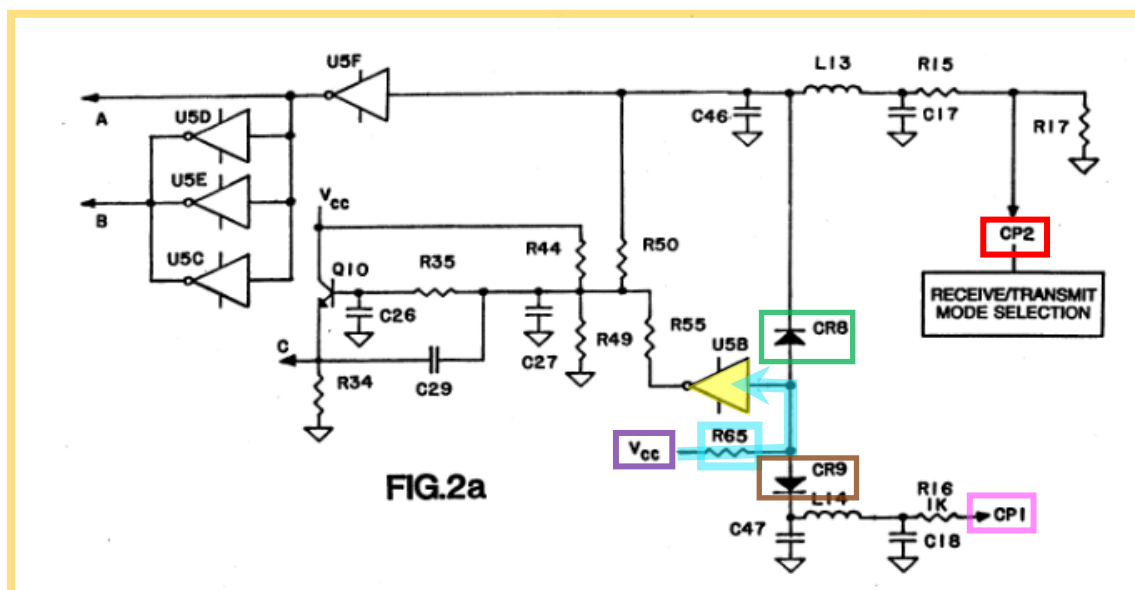 U5F
L13
R15
A
U5D
C46
C17
R17
U5E
B
Vcc
CP2
U5C
Q10
R35
R44
R50
RECEIVE/TRANSMIT
MODE SELECTION
C26
R49
R55
CR8
C
U5B
R34
C29
C27
Vcc
R65
FIG.2a
CR9
L14
R16
1K
CP1
C47
C18